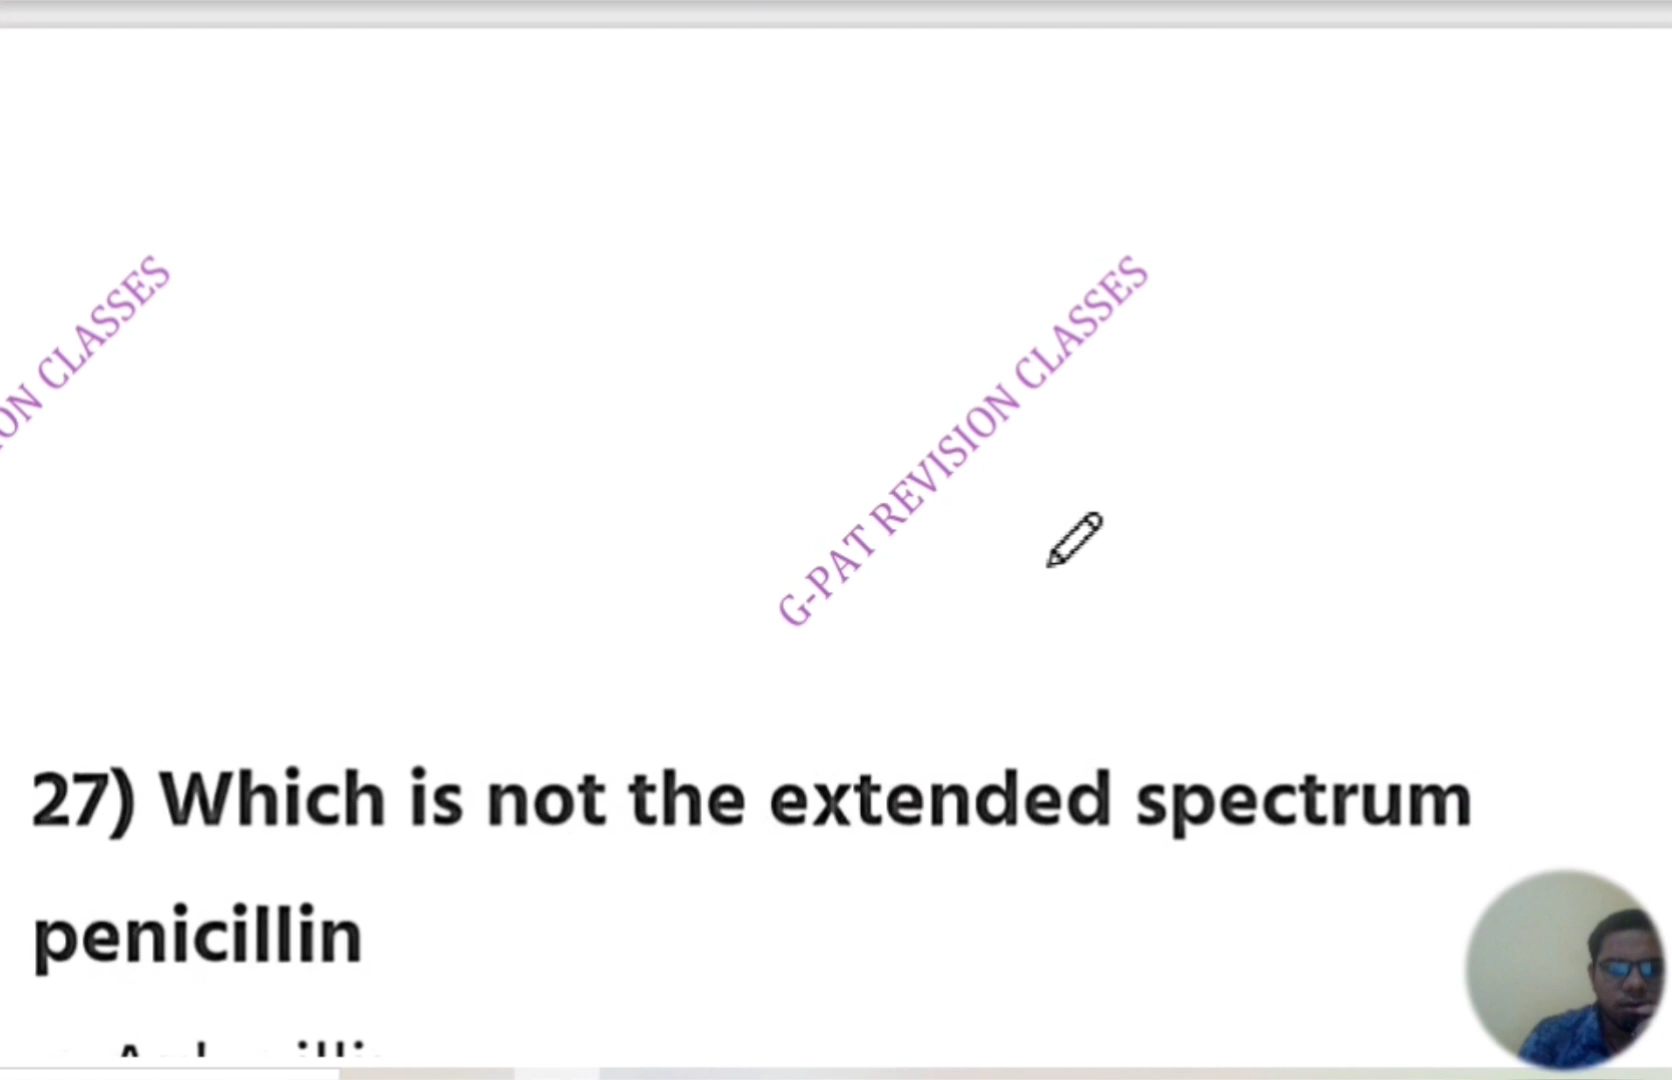 ON CLASSES
G-PAT REVISION CLASSES
27) Which is not the extended spectrum
penicillin